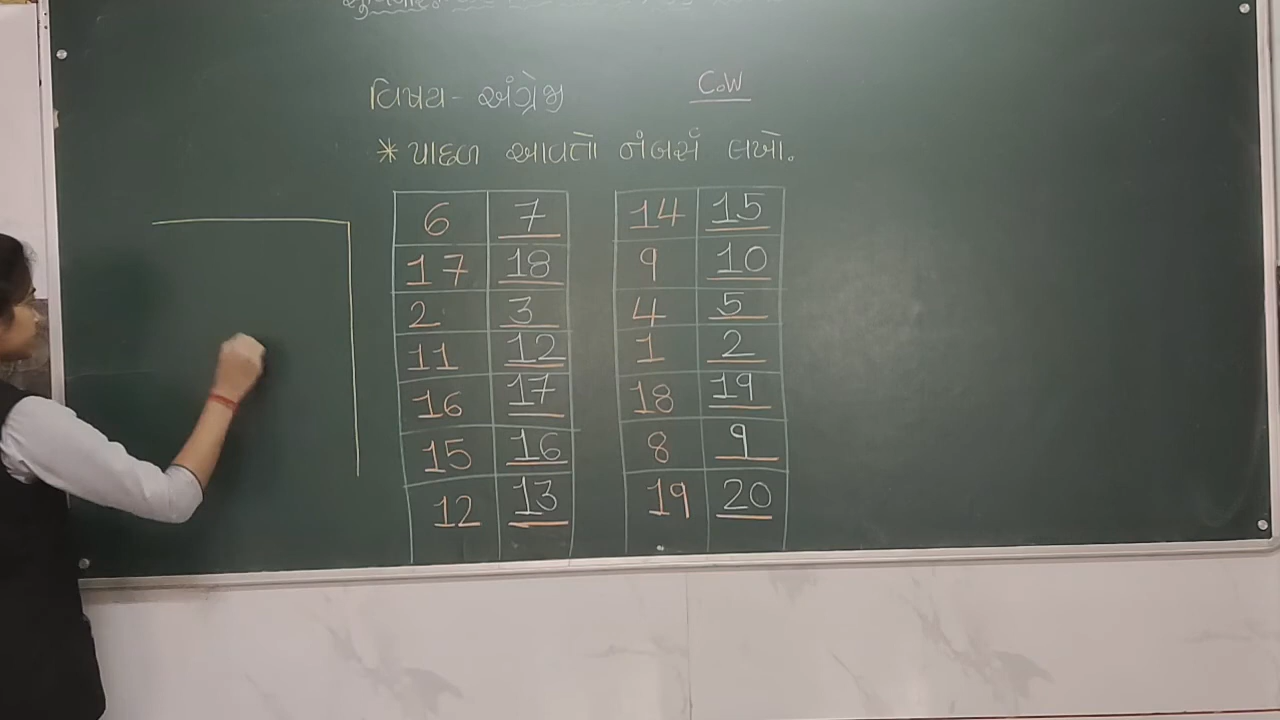 વિષય - અંગ્રેજી C.W
* પાછળ આવતો નંબર્સ લખો.
6 7 14 15
17 18 9 10
2 3 4 5
11 12 1 2
16 17 18 19
15 16 8 9
12 13 19 20